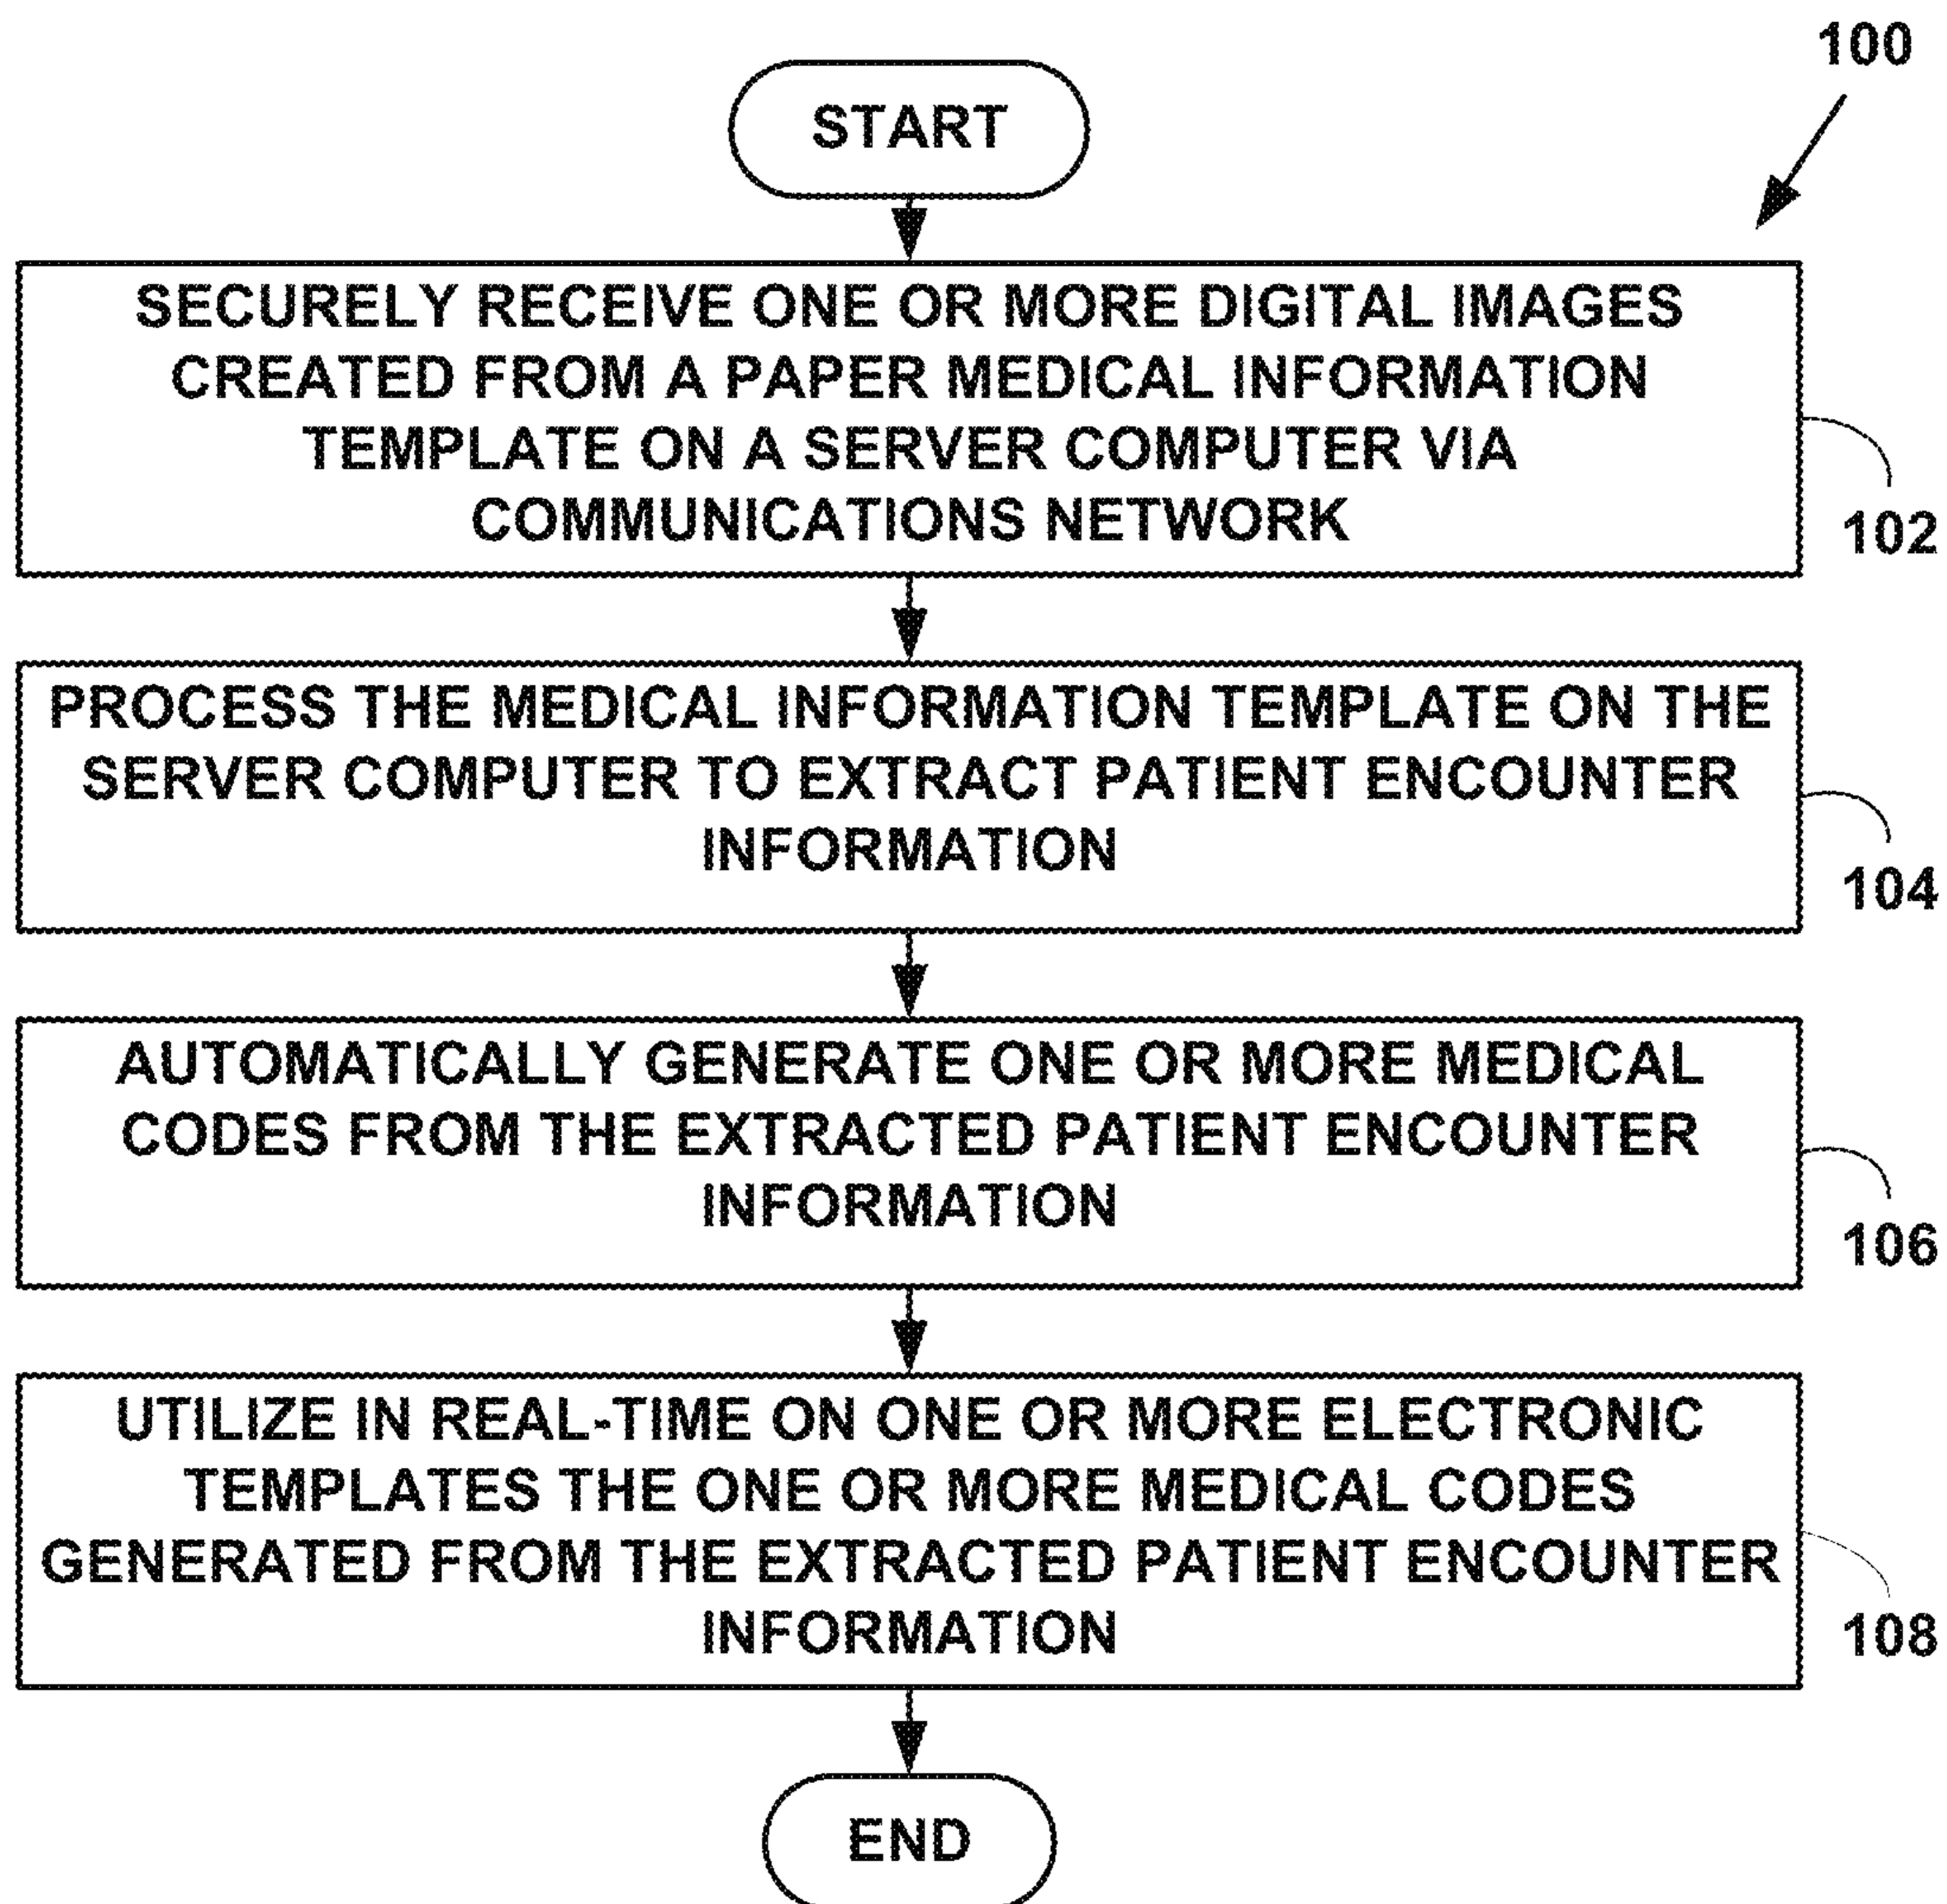 100
START
SECURELY RECEIVE ONE OR MORE DIGITAL IMAGES
CREATED FROM A PAPER MEDICAL INFORMATION
TEMPLATE ON A SERVER COMPUTER VIA
COMMUNICATIONS NETWORK
102
PROCESS THE MEDICAL INFORMATION TEMPLATE ON THE
SERVER COMPUTER TO EXTRACT PATIENT ENCOUNTER
INFORMATION
104
AUTOMATICALLY GENERATE ONE OR MORE MEDICAL
CODES FROM THE EXTRACTED PATIENT ENCOUNTER
INFORMATION
106
UTILIZE IN REAL-TIME ON ONE OR MORE ELECTRONIC
TEMPLATES THE ONE OR MORE MEDICAL CODES
GENERATED FROM THE EXTRACTED PATIENT ENCOUNTER
INFORMATION
108
END